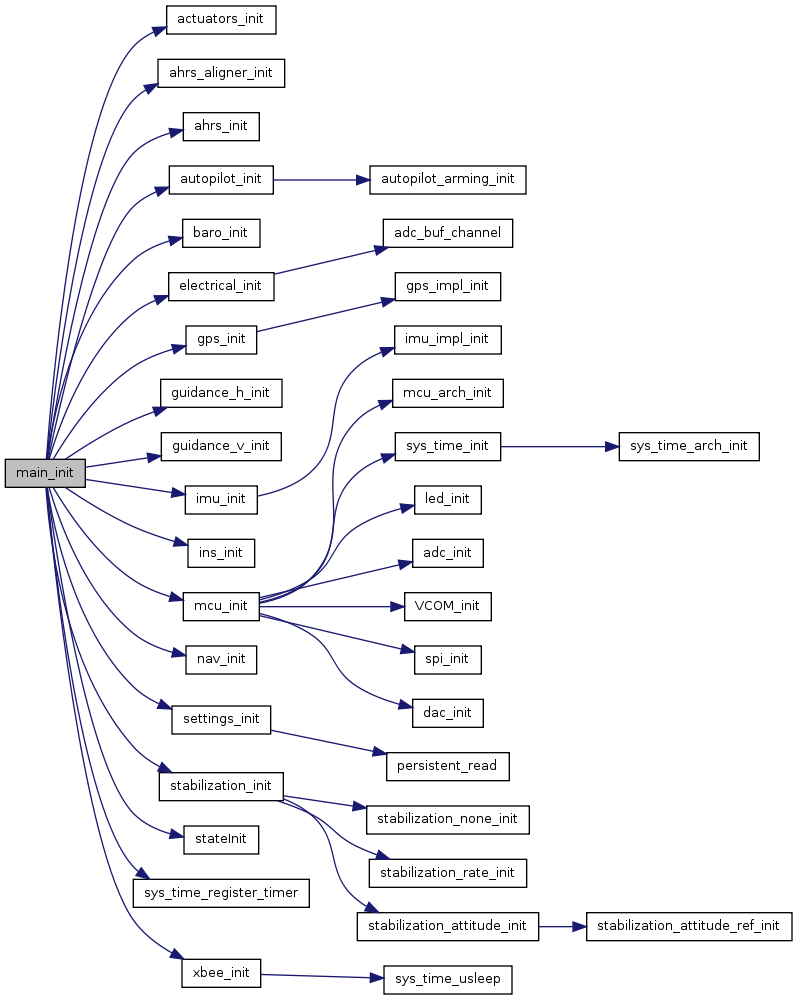 actuators_init
ahrs_aligner_init
ahrs_init
autopilot_init
autopilot_arming_init
baro_init
adc_buf_channel
electrical_init
gps_impl_init
gps_init
imu_impl_init
guidance_h_init
mcu_arch_init
guidance_v_init
sys_time_init
sys_time_arch_init
main_init
imu_init
led_init
ins_init
adc_init
mcu_init
VCOM_init
nav_init
spi_init
settings_init
dac_init
persistent_read
stabilization_init
stabilization_none_init
stateInit
stabilization_rate_init
sys_time_register_timer
stabilization_attitude_init
stabilization_attitude_ref_init
xbee_init
sys_time_usleep